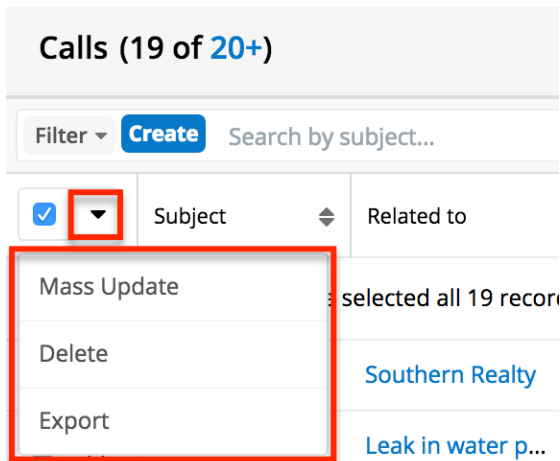 Calls (19 of 20+)
Filter Create Search by subject...
Subject Related to
Mass Update
selected all 19 recor
Delete
Southern Realty
Export
Leak in water p...